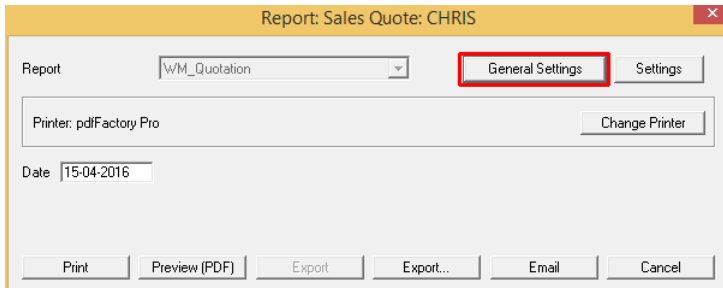 Report: Sales Quote: CHRIS
Report WM_Quotation General Settings Settings
Printer: pdfFactory Pro Change Printer
Date 15-04-2016
Print Preview (PDF) Export Export... Email Cancel